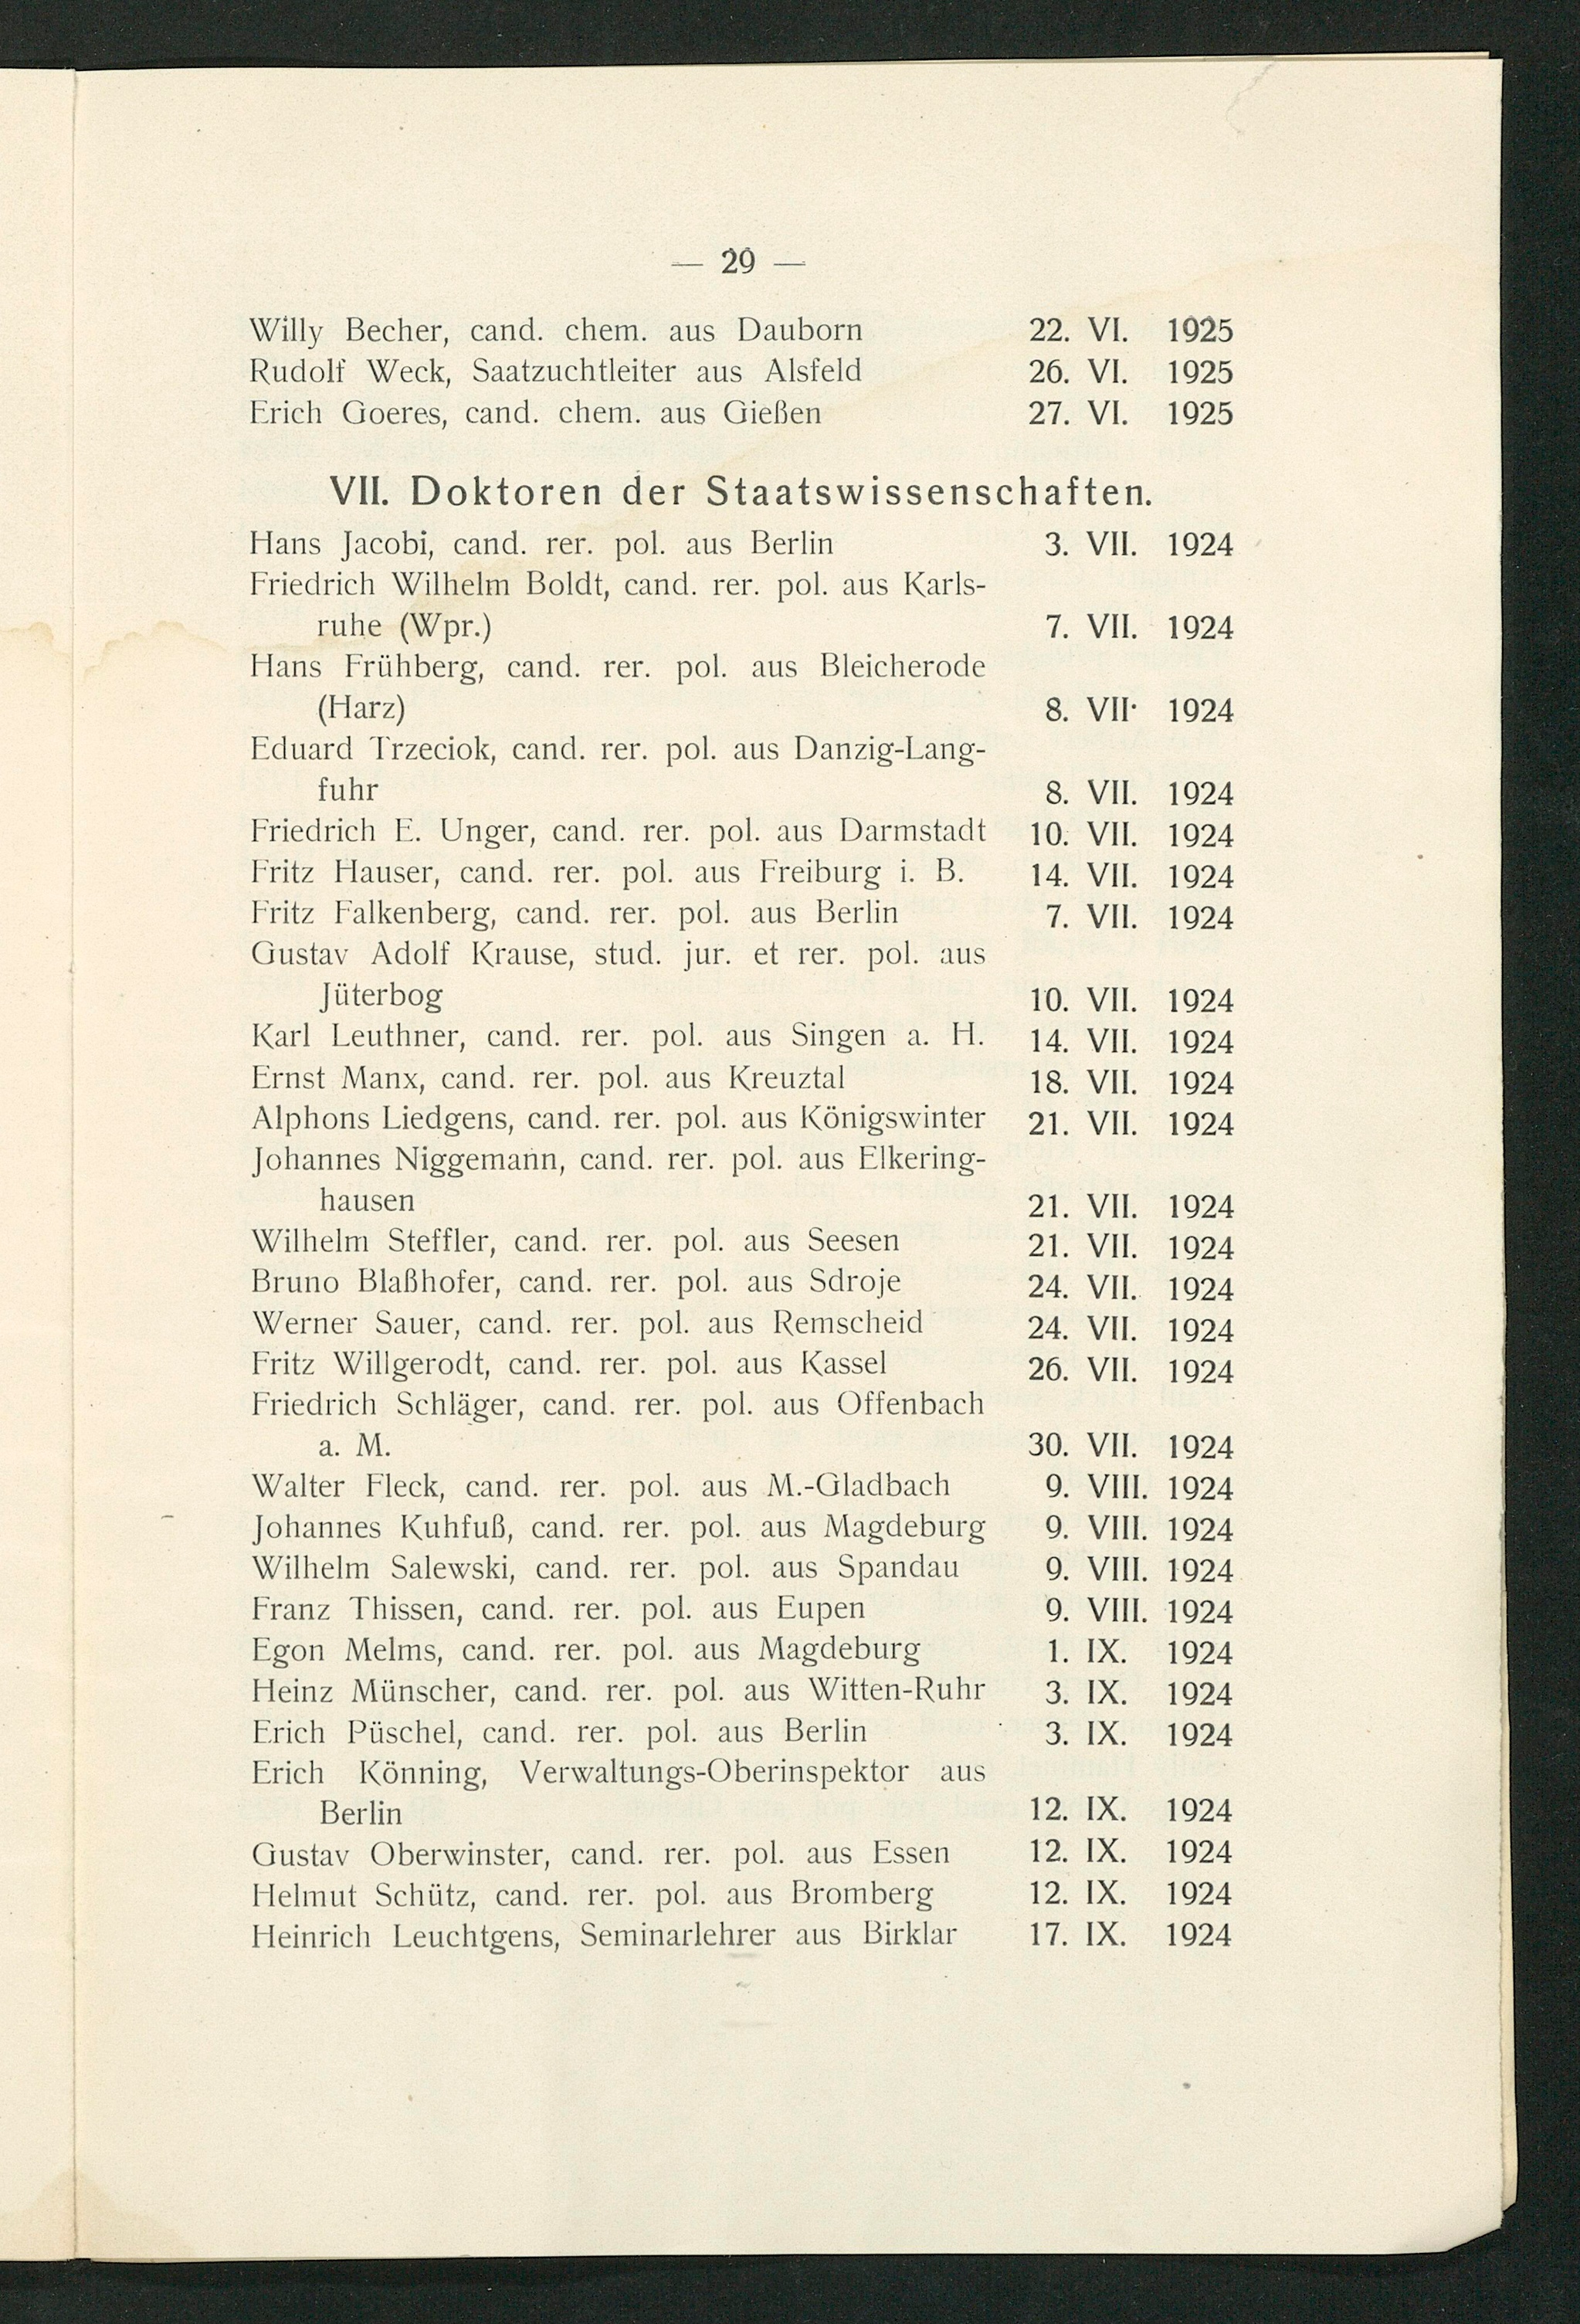 — 29 —
Willy Becher, cand. chem. aus Dauborn 22. VI. 1925
Rudolf Weck, Saatzuchtleiter aus Alsfeld 26. VI. 1925
Erich Goeres, cand. chem. aus Gießen 27. VI. 1925
VII. Doktoren der Staatswissenschaften.
Hans Jacobi, cand. rer. pol. aus Berlin 3. VII. 1924
Friedrich Wilhelm Boldt, cand. rer. pol. aus Karls-
ruhe (Wpr.) 7. VII. 1924
Hans Frühberg, cand. rer. pol. aus Bleicherode
(Harz) 8. VII· 1924
Eduard Trzeciok, cand. rer. pol. aus Danzig-Lang-
fuhr 8. VII. 1924
Friedrich E. Unger, cand. rer. pol. aus Darmstadt 10. VII. 1924
Fritz Hauser, cand. rer. pol. aus Freiburg i. B. 14. VII. 1924
Fritz Falkenberg, cand. rer. pol. aus Berlin 7. VII. 1924
Gustav Adolf Krause, stud. jur. et rer. pol. aus
Jüterbog 10. VII. 1924
Karl Leuthner, cand. rer. pol. aus Singen a. H. 14. VII. 1924
Ernst Manx, cand. rer. pol. aus Kreuztal 18. VII. 1924
Alphons Liedgens, cand. rer. pol. aus Königswinter 21. VII. 1924
Johannes Niggemann, cand. rer. pol. aus Elkering-
hausen 21. VII. 1924
Wilhelm Steffler, cand. rer. pol. aus Seesen 21. VII. 1924
Bruno Blaßhofer, cand. rer. pol. aus Sdroje 24. VII. 1924
Werner Sauer, cand. rer. pol. aus Remscheid 24. VII. 1924
Fritz Willgerodt, cand. rer. pol. aus Kassel 26. VII. 1924
Friedrich Schläger, cand. rer. pol. aus Offenbach
a. M. 30. VII. 1924
Walter Fleck, cand. rer. pol. aus M.-Gladbach 9. VIII. 1924
Johannes Kuhfuß, cand. rer. pol. aus Magdeburg 9. VIII. 1924
Wilhelm Salewski, cand. rer. pol. aus Spandau 9. VIII. 1924
Franz Thissen, cand. rer. pol. aus Eupen 9. VIII. 1924
Egon Melms, cand. rer. pol. aus Magdeburg 1. IX. 1924
Heinz Münscher, cand. rer. pol. aus Witten-Ruhr 3. IX. 1924
Erich Püschel, cand. rer. pol. aus Berlin 3. IX. 1924
Erich Könning, Verwaltungs-Oberinspektor aus
Berlin 12. IX. 1924
Gustav Oberwinster, cand. rer. pol. aus Essen 12. IX. 1924
Helmut Schütz, cand. rer. pol. aus Bromberg 12. IX. 1924
Heinrich Leuchtgens, Seminarlehrer aus Birklar 17. IX. 1924